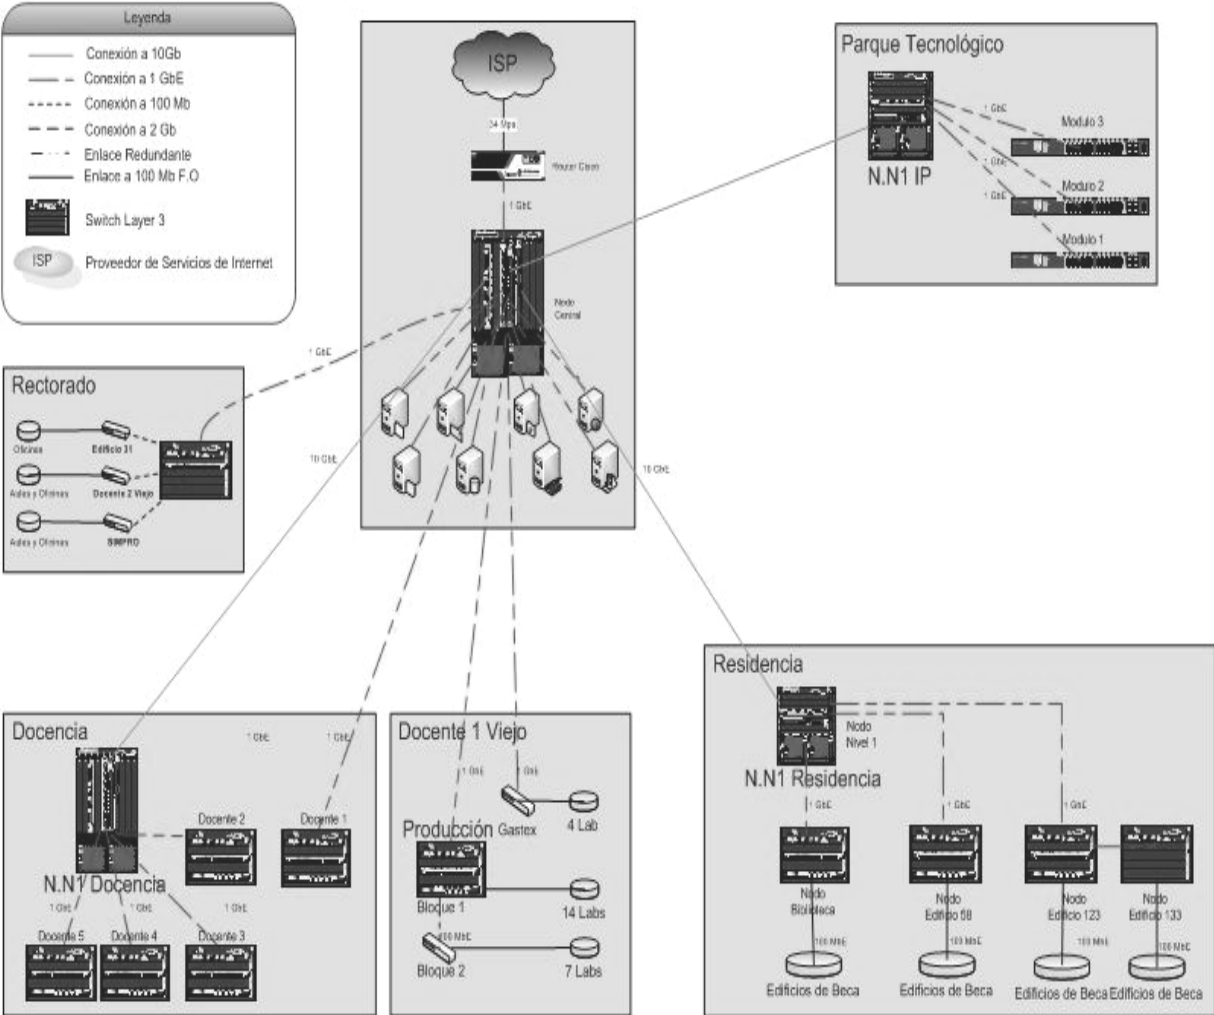 Leyenda
Conexión a 10Gb
Conexión a 1 GbE
Conexión a 100 Mb
Conexión a 2 Gb
Enlace Redundante
Enlace a 100 Mb F.O
Switch Layer 3
ISP
Proveedor de Servicios de Internet
ISP
34 Mps
Router Cisco
1 GbE
Nodo
Central
Parque Tecnológico
N.N1 IP
1 GbE
Modulo 3
1 GbE
Modulo 2
1 GbE
Modulo 1
1 GbE
10 GbE
10 GbE
Rectorado
Oficinas
Edificio 31
Aulas y Oficinas
Docente 2 Viejo
Aulas y Oficinas
SIMPRO
Docencia
1 GbE
1 GbE
Docente 2
Docente 1
N.N1 Docencia
1 GbE
1 GbE
1 GbE
Docente 5
Docente 4
Docente 3
Docente 1 Viejo
1 GbE
1 GbE
Producción
Gastex
4 Lab
Bloque 1
14 Labs
100 MbE
Bloque 2
7 Labs
Residencia
Nodo
Nivel 1
N.N1 Residencia
1 GbE
1 GbE
1 GbE
Nodo
Biblioteca
Nodo
Edificio 58
Nodo
Edificio 123
Nodo
Edificio 133
100 MbE
100 MbE
100 MbE
100 MbE
Edificios de Beca
Edificios de Beca
Edificios de Beca
Edificios de Beca